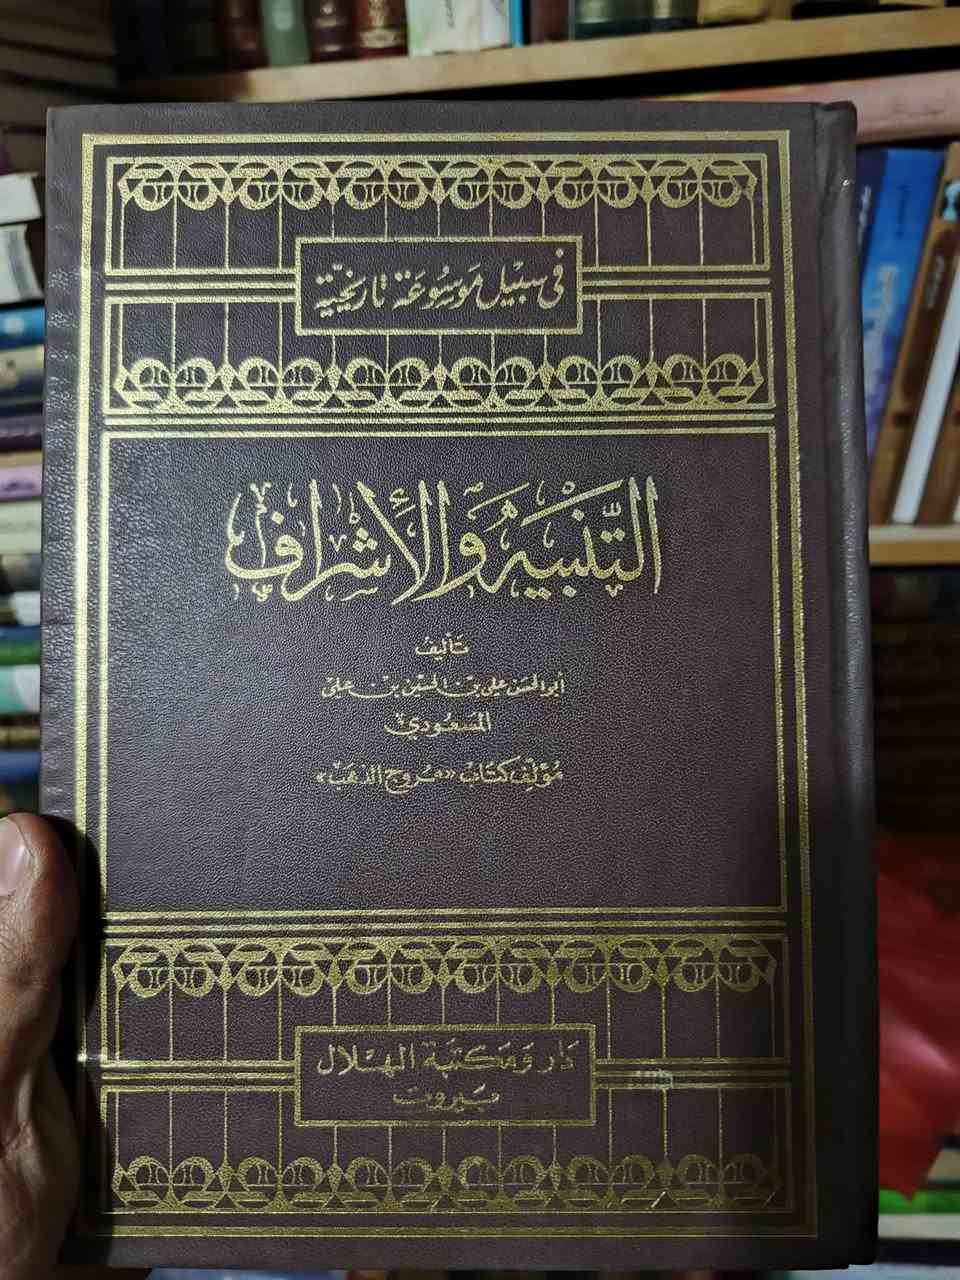 في سبيل موسوعة تاريخية
التنبيه والإشراف
تأليف
أبو الحسن علي بن الحسين بن علي
المسعودي
مؤلف كتاب «مروج الذهب»
دار ومكتبة الهلال
بيروت